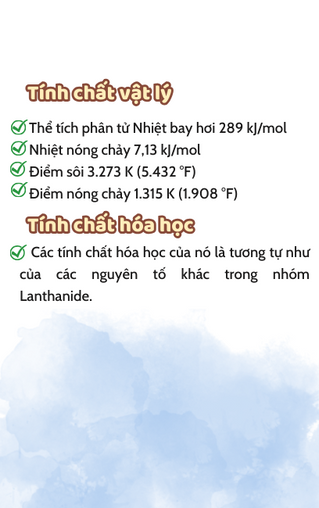 Tính chất vật lý
Thể tích phân tử Nhiệt bay hơi 289 kJ/mol
Nhiệt nóng chảy 7,13 kJ/mol
Điểm sôi 3.273 K (5.432 °F)
Điểm nóng chảy 1.315 K (1.908 °F)
Tính chất hóa học
Các tính chất hóa học của nó là tương tự như
của các nguyên tố khác trong nhóm
Lanthanide.